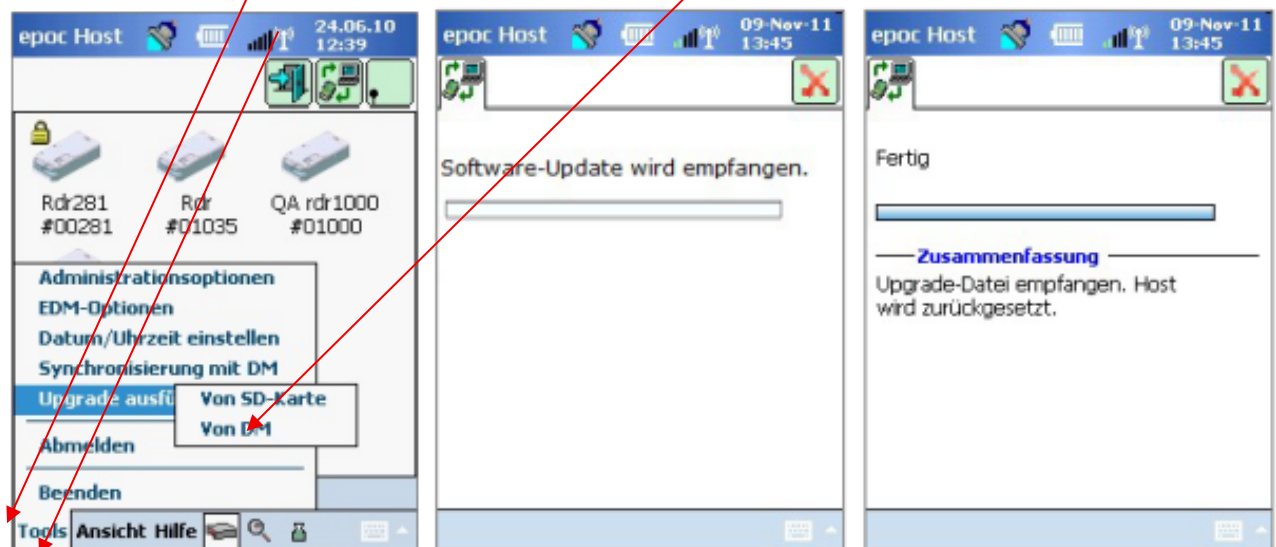 epoc Host
24.06.10
12:39
Rdr281
#00281
Rdr
#01035
QA rdr1000
#01000
Administrationsoptionen
EDM-Optionen
Datum/Uhrzeit einstellen
Synchronisierung mit DM
Upgrade ausfü
Von SD-Karte
Von DM
Abmelden
Beenden
Tools Ansicht Hilfe
epoc Host
09-Nov-11
13:45
Software-Update wird empfangen.
epoc Host
09-Nov-11
13:45
Fertig
Zusammenfassung
Upgrade-Datei empfangen. Host
wird zurückgesetzt.